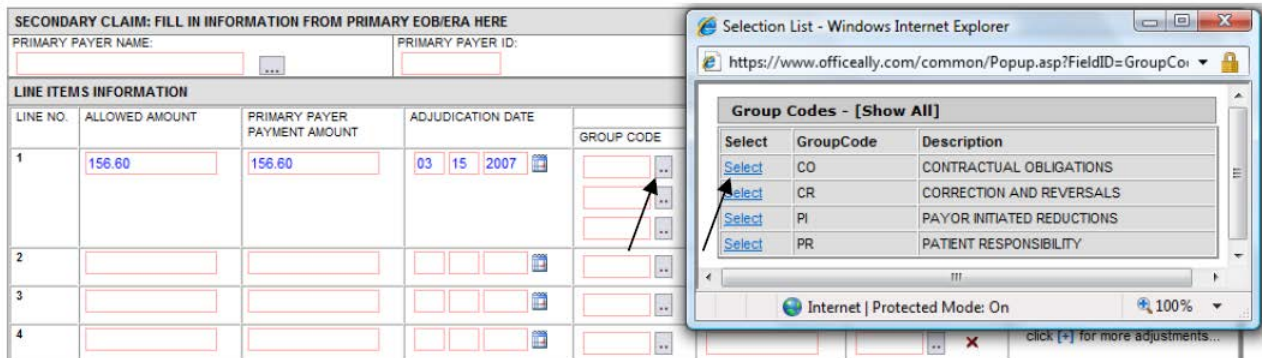 SECONDARY CLAIM: FILL IN INFORMATION FROM PRIMARY EOB/ERA HERE
PRIMARY PAYER NAME: PRIMARY PAYER ID:
...
LINE ITEMS INFORMATION
LINE NO. ALLOWED AMOUNT PRIMARY PAYER PAYMENT AMOUNT ADJUDICATION DATE
GROUP CODE
1 156.60 156.60 03 15 2007 ..
..
..
2 ..
3 ..
4 .. .. click [+] for more adjustments...
Selection List - Windows Internet Explorer
https://www.officeally.com/common/Popup.asp?FieldID=GroupCo
Group Codes - [Show All]
Select GroupCode Description
Select CO CONTRACTUAL OBLIGATIONS
Select CR CORRECTION AND REVERSALS
Select PI PAYOR INITIATED REDUCTIONS
Select PR PATIENT RESPONSIBILITY
Internet | Protected Mode: On 100%